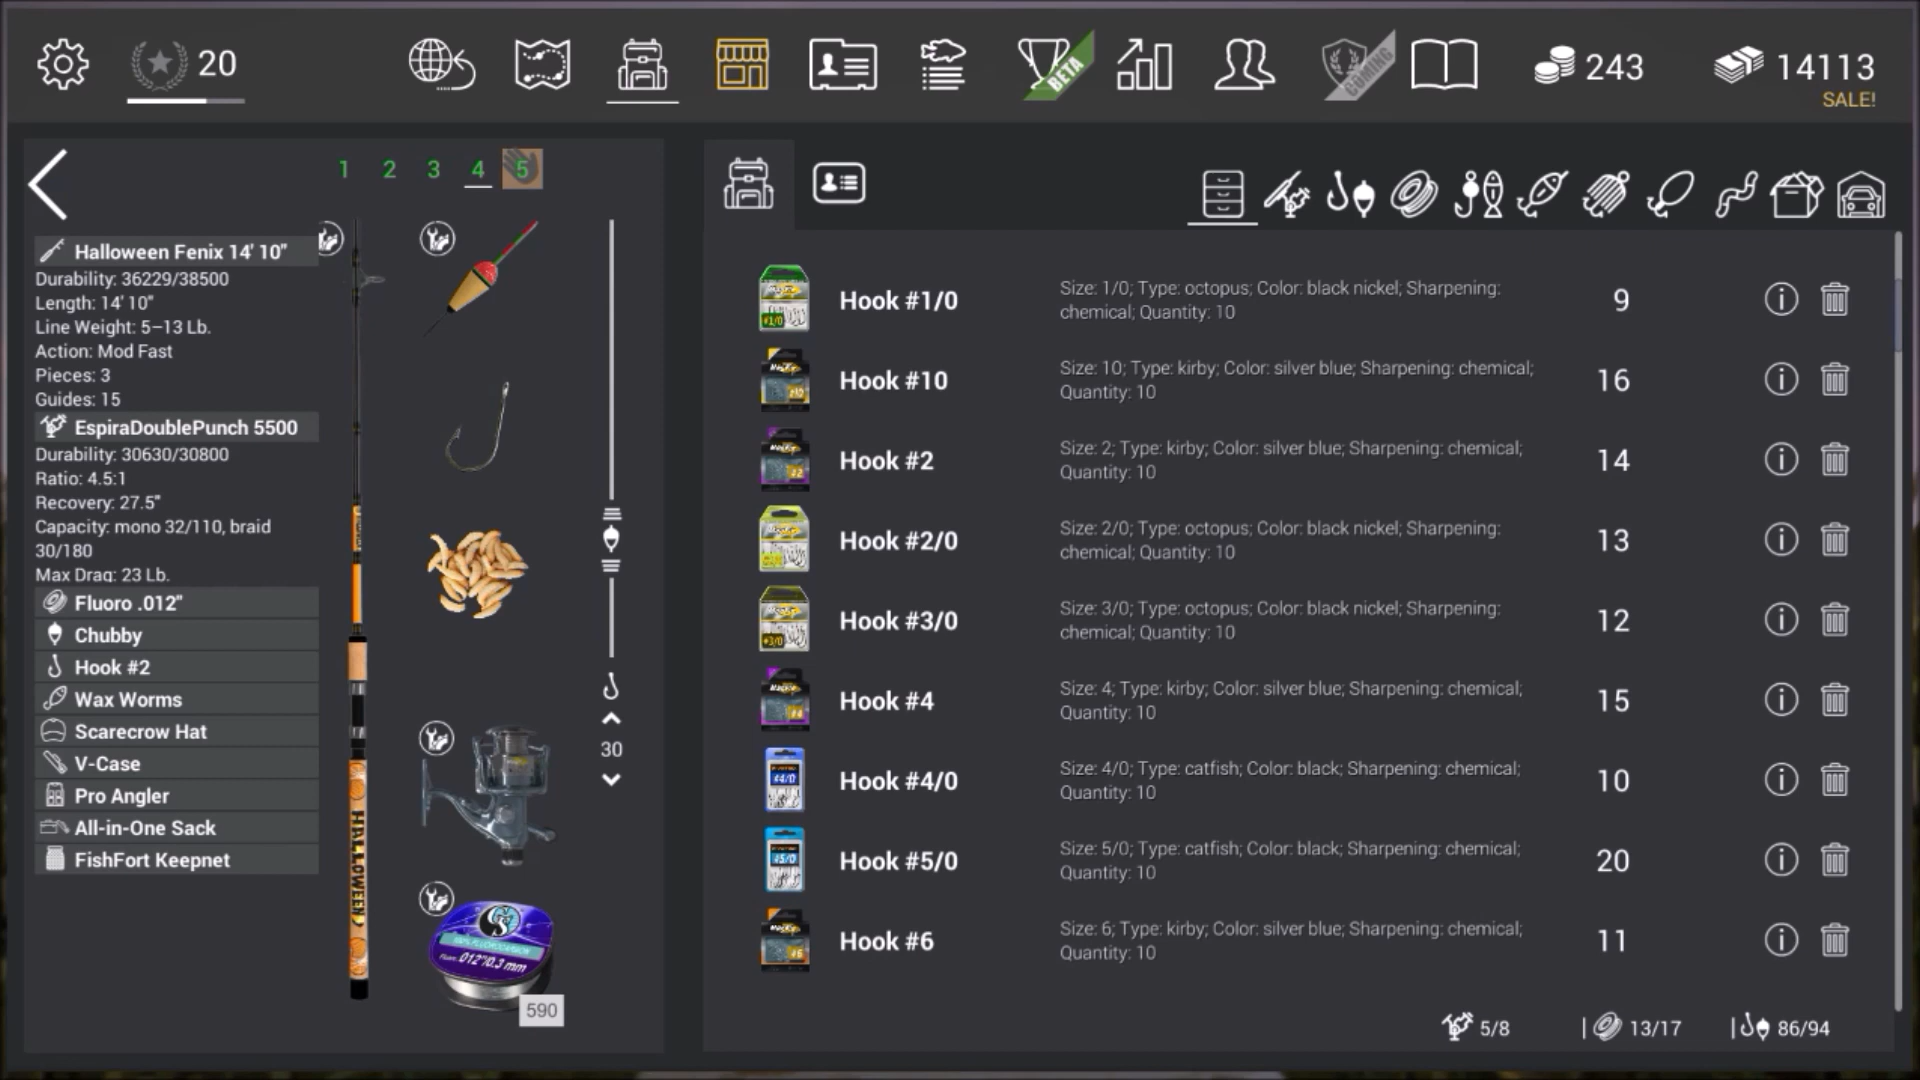 20
BETA
COMING
243
14113
SALE!
1 2 3 4 5
Halloween Fenix 14' 10"
Durability: 36229/38500
Length: 14' 10"
Line Weight: 5–13 Lb.
Action: Mod Fast
Pieces: 3
Guides: 15
EspiraDoublePunch 5500
Durability: 30630/30800
Ratio: 4.5:1
Recovery: 27.5"
Capacity: mono 32/110, braid
30/180
Max Drag: 23 Lb.
Fluoro .012"
Chubby
Hook #2
Wax Worms
Scarecrow Hat
V-Case
Pro Angler
All-in-One Sack
FishFort Keepnet
HALLOWEEN
30
.012"/0.3 mm
590
Hook #1/0
Size: 1/0; Type: octopus; Color: black nickel; Sharpening:
chemical; Quantity: 10
9
Hook #10
Size: 10; Type: kirby; Color: silver blue; Sharpening: chemical;
Quantity: 10
16
Hook #2
Size: 2; Type: kirby; Color: silver blue; Sharpening: chemical;
Quantity: 10
14
Hook #2/0
Size: 2/0; Type: octopus; Color: black nickel; Sharpening:
chemical; Quantity: 10
13
Hook #3/0
Size: 3/0; Type: octopus; Color: black nickel; Sharpening:
chemical; Quantity: 10
12
Hook #4
Size: 4; Type: kirby; Color: silver blue; Sharpening: chemical;
Quantity: 10
15
Hook #4/0
Size: 4/0; Type: catfish; Color: black; Sharpening: chemical;
Quantity: 10
10
Hook #5/0
Size: 5/0; Type: catfish; Color: black; Sharpening: chemical;
Quantity: 10
20
Hook #6
Size: 6; Type: kirby; Color: silver blue; Sharpening: chemical;
Quantity: 10
11
5/8 | 13/17 | 86/94